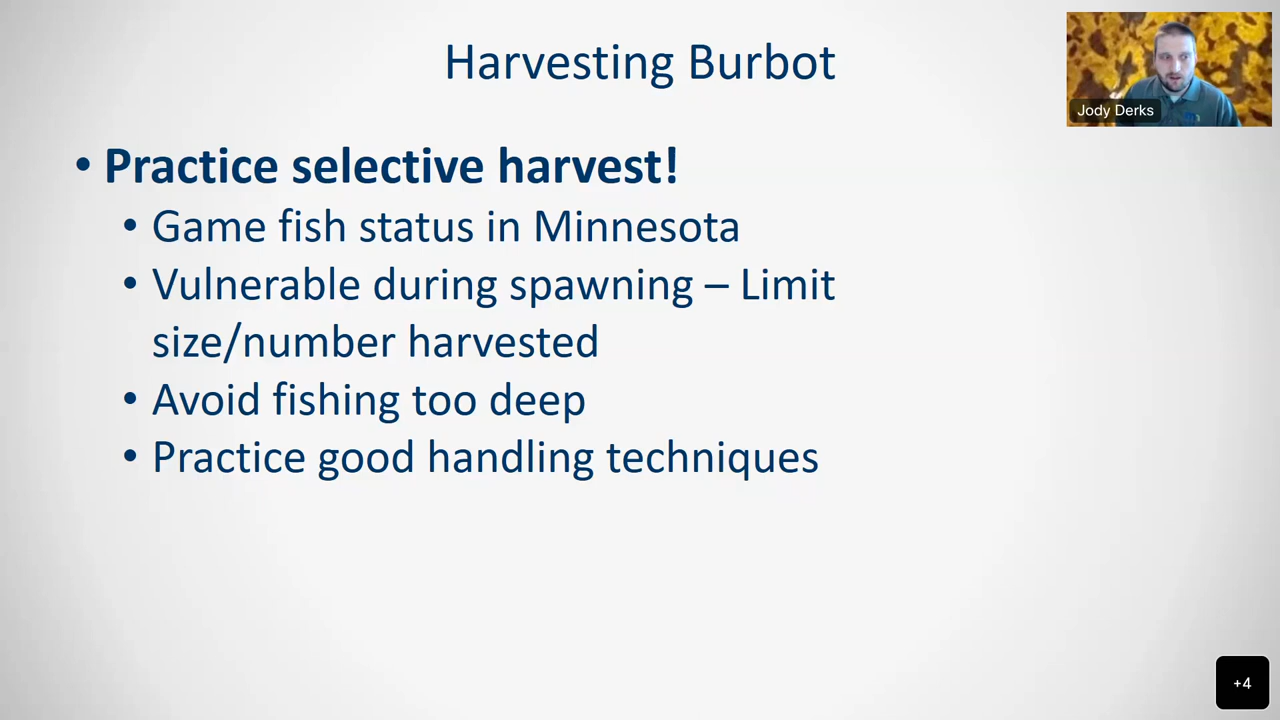 Harvesting Burbot
Jody Derks
• Practice selective harvest!
• Game fish status in Minnesota
• Vulnerable during spawning – Limit
size/number harvested
• Avoid fishing too deep
• Practice good handling techniques
+4